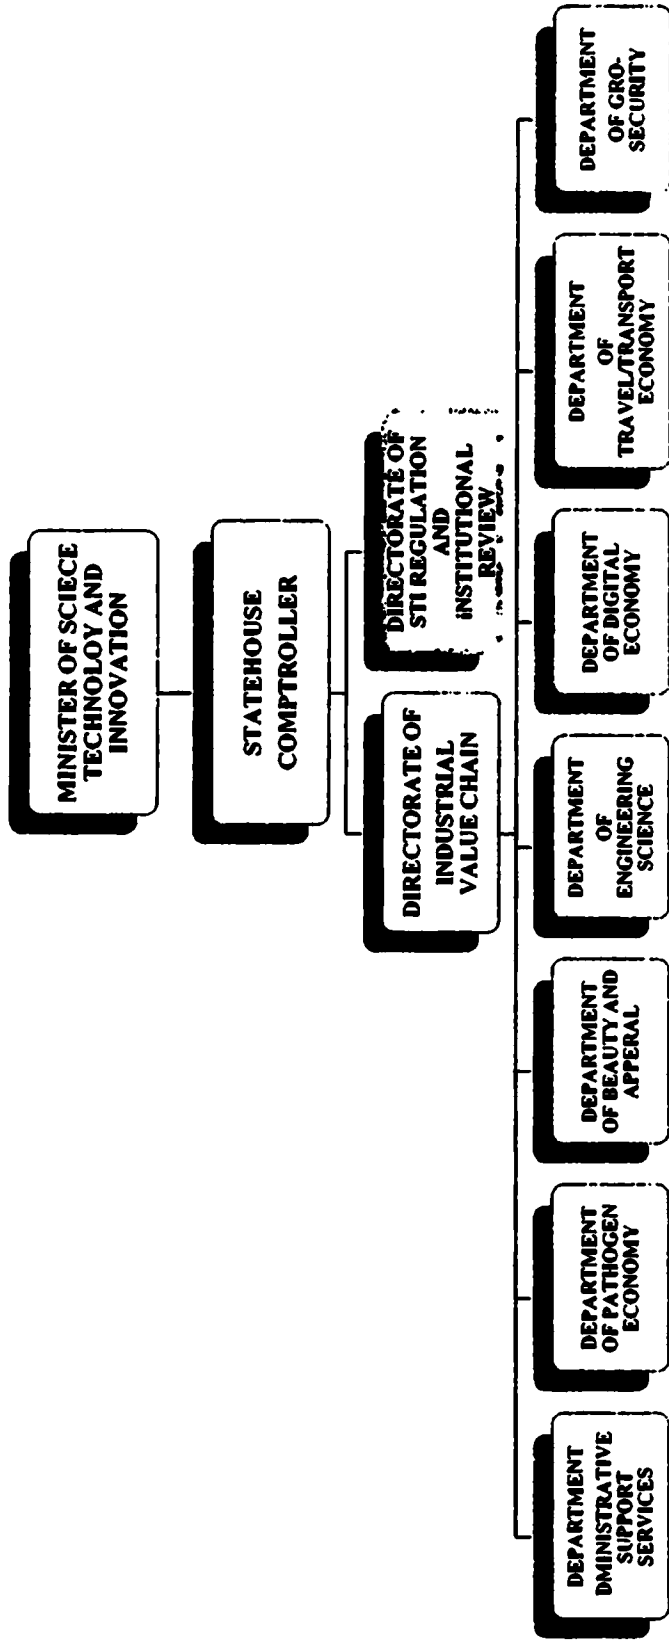 MINISTER OF SCIECE
TECHNOLOY AND
INNOVATION
STATEHOUSE
COMPTROLLER
DIRECTORATE OF
INDUSTRIAL
VALUE CHAIN
DIRECTORATE OF
STI REGULATION
AND
INSTITUTIONAL
REVIEW
DEPARTMENT
DMINISTRATIVE
SUPPORT
SERVICES
DEPARTMENT
OF PATHOGEN
ECONOMY
DEPARTMENT
OF BEAUTY AND
APPERAL
DEPARTMENT
OF
ENGINEERING
SCIENCE
DEPARTMENT
OF DIGITAL
ECONOMY
DEPARTMENT
OF
TRAVEL/TRANSPORT
ECONOMY
DEPARTMENT
OF GRO-
SECURITY